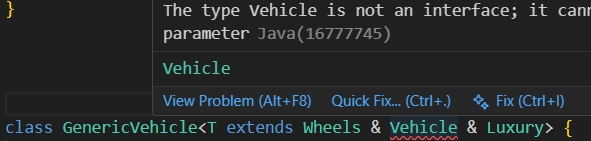 }
The type Vehicle is not an interface; it
parameter Java(16777745)
Vehicle
View Problem (Alt+F8) Quick Fix... (Ctrl+.) Fix (Ctrl+I)
class GenericVehicle<T extends Wheels & Vehicle & Luxury> {